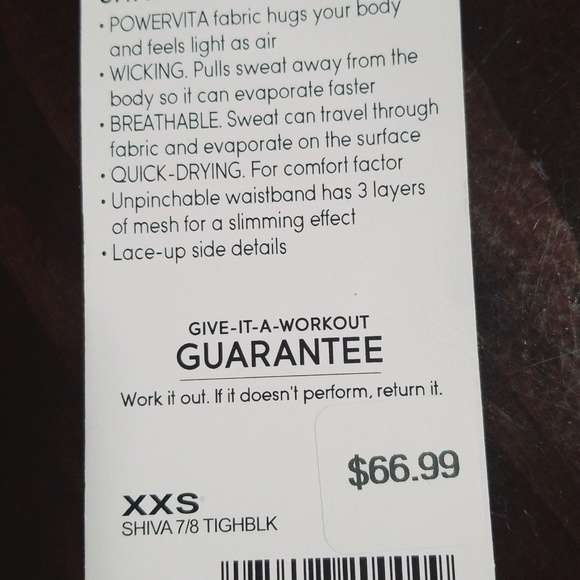 • POWERVITA fabric hugs your body
and feels light as air
• WICKING. Pulls sweat away from the
body so it can evaporate faster
• BREATHABLE. Sweat can travel through
fabric and evaporate on the surface
• QUICK-DRYING. For comfort factor
• Unpinchable waistband has 3 layers
of mesh for a slimming effect
• Lace-up side details
GIVE-IT-A-WORKOUT
GUARANTEE
Work it out. If it doesn't perform, return it.
$66.99
XXS
SHIVA 7/8 TIGHBLK